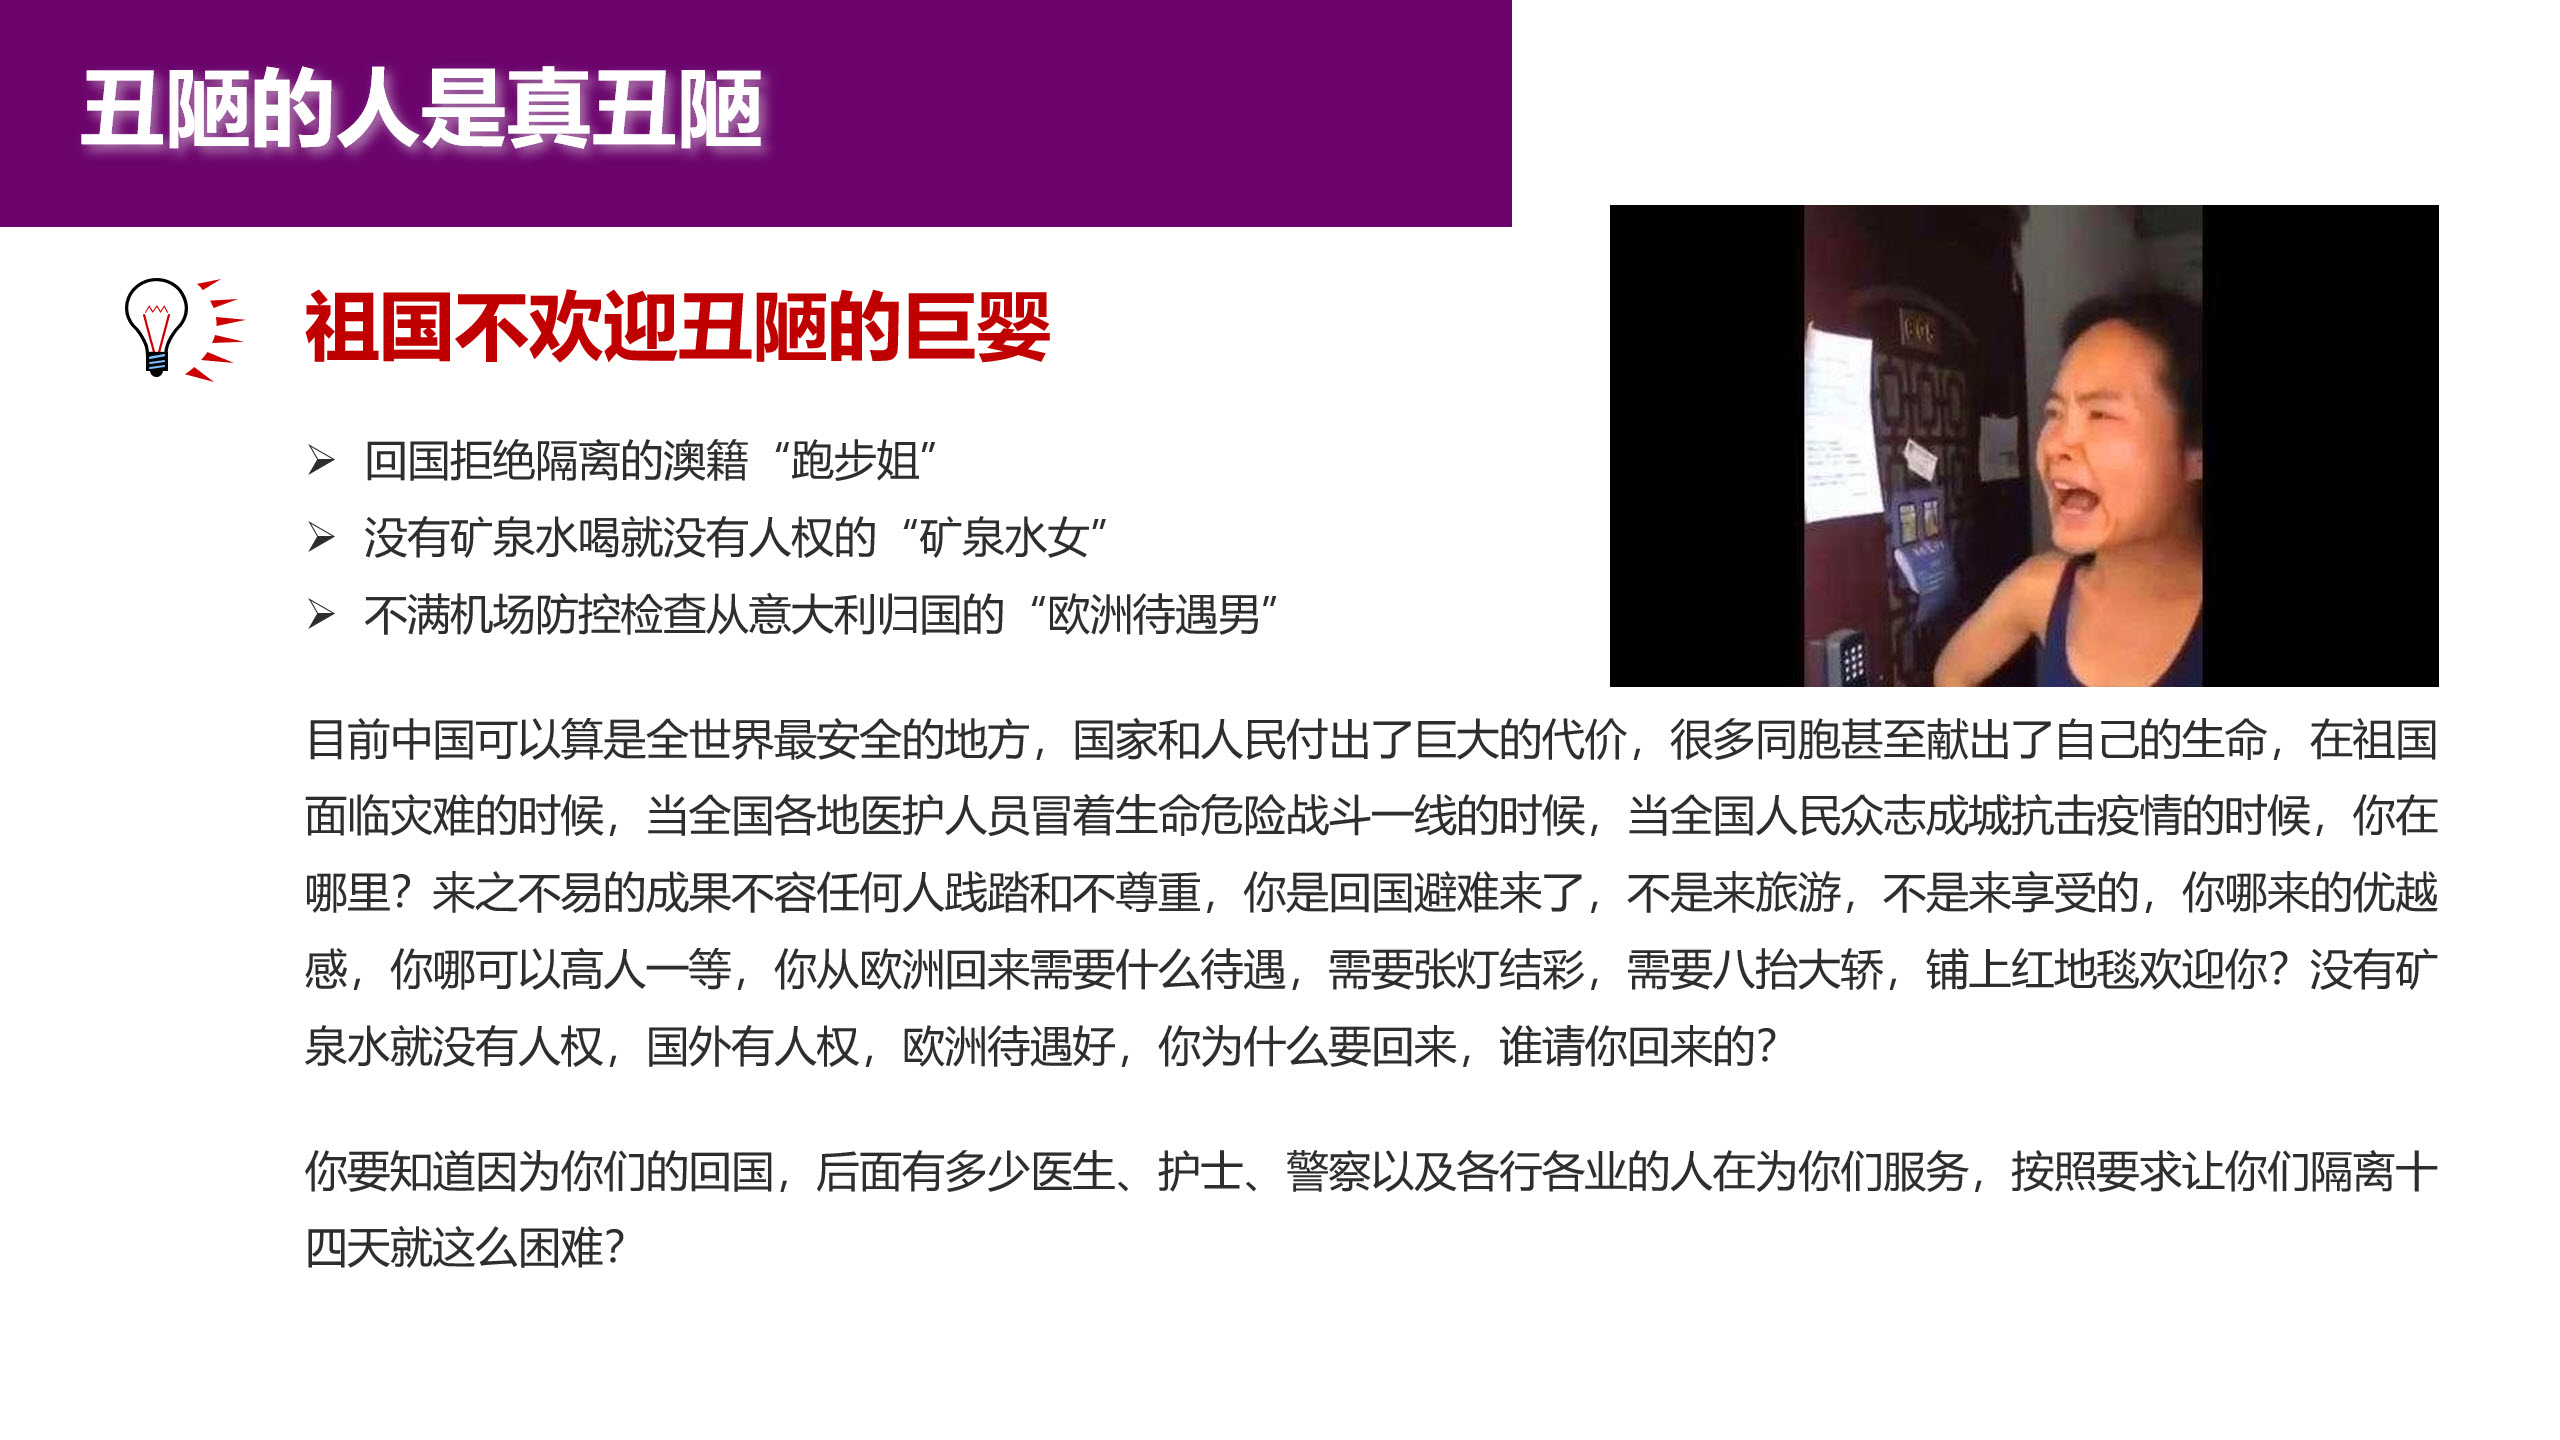 丑陋的人是真丑陋
祖国不欢迎丑陋的巨婴
回国拒绝隔离的澳籍“跑步姐”
没有矿泉水喝就没有人权的“矿泉水女”
不满机场防控检查从意大利归国的“欧洲待遇男”
目前中国可以算是全世界最安全的地方，国家和人民付出了巨大的代价，很多同胞甚至献出了自己的生命，在祖国
面临灾难的时候，当全国各地医护人员冒着生命危险战斗一线的时候，当全国人民众志成城抗击疫情的时候，你在
哪里？来之不易的成果不容任何人践踏和不尊重，你是回国避难来了，不是来旅游，不是来享受的，你哪来的优越
感，你哪可以高人一等，你从欧洲回来需要什么待遇，需要张灯结彩，需要八抬大轿，铺上红地毯欢迎你？没有矿
泉水就没有人权，国外有人权，欧洲待遇好，你为什么要回来，谁请你回来的？
你要知道因为你们的回国，后面有多少医生、护士、警察以及各行各业的人在为你们服务，按照要求让你们隔离十
四天就这么困难？